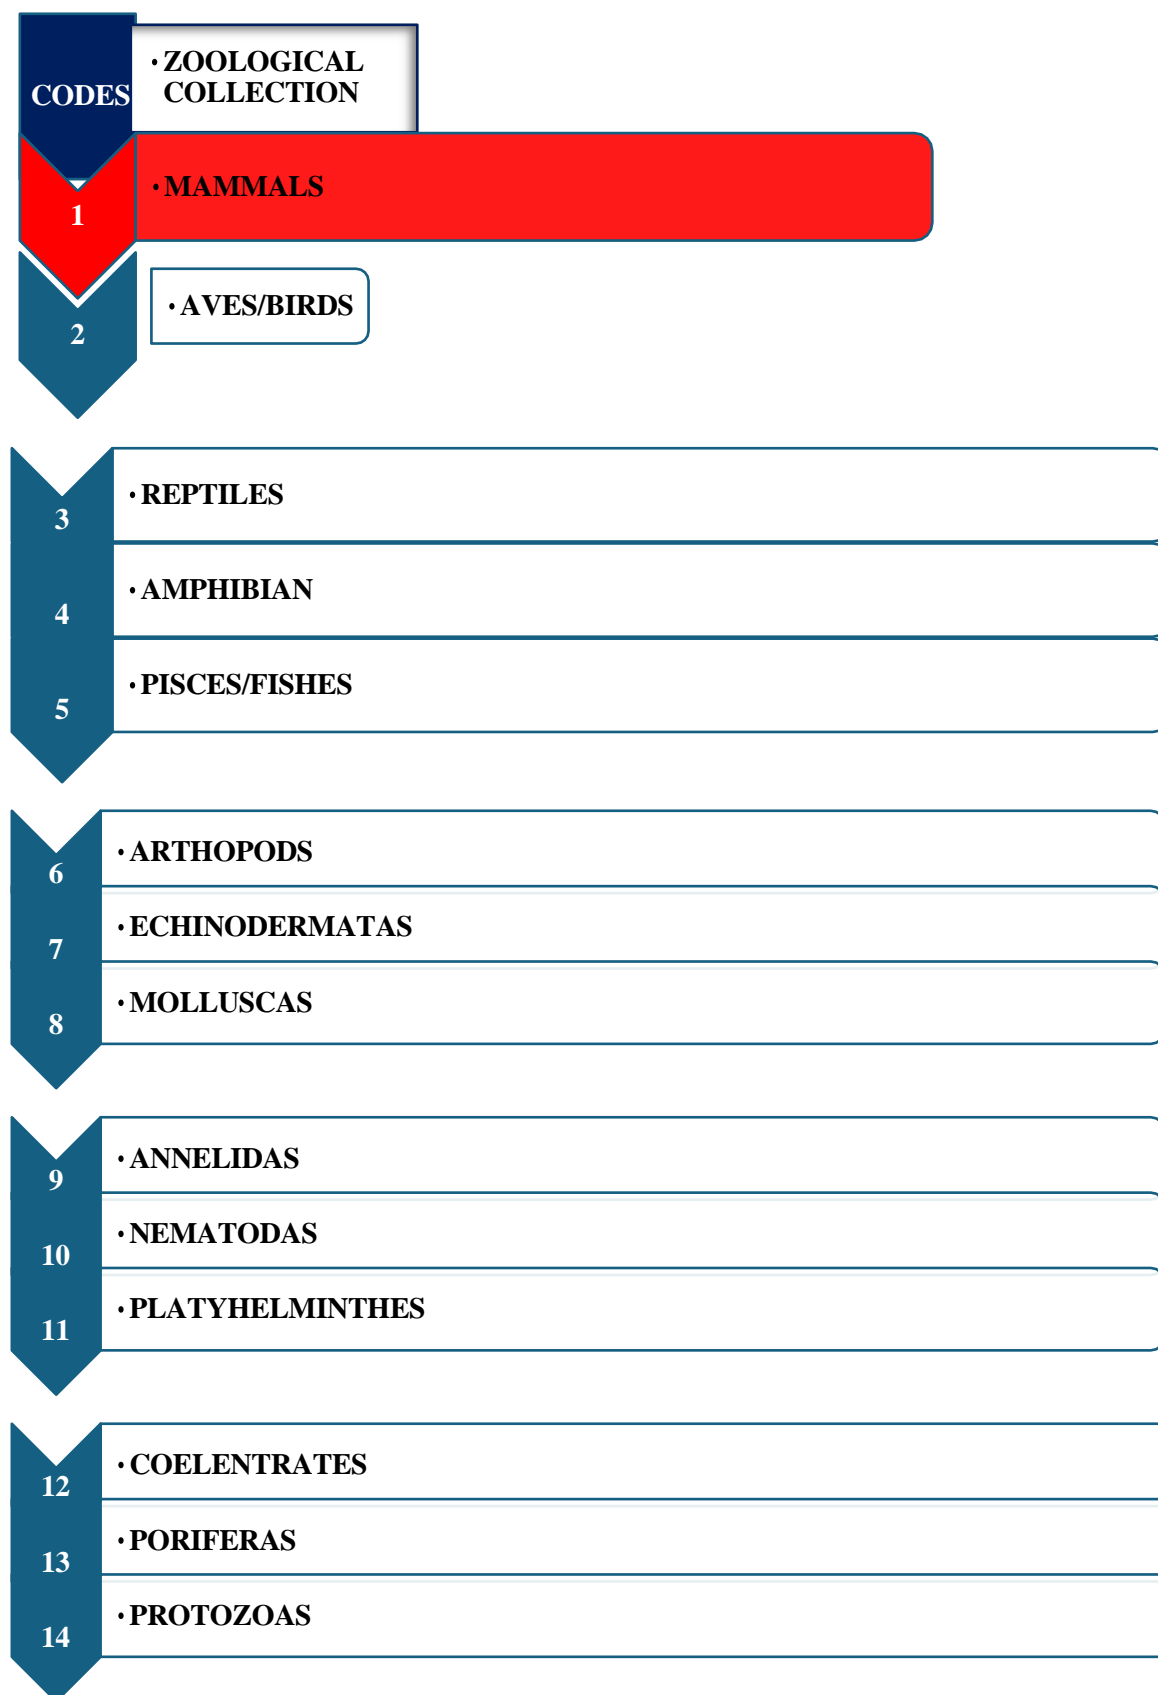 CODES
· ZOOLOGICAL
COLLECTION
1
· MAMMALS
2
· AVES/BIRDS
3
· REPTILES
4
· AMPHIBIAN
5
· PISCES/FISHES
6
· ARTHOPODS
7
· ECHINODERMATAS
8
· MOLLUSCAS
9
· ANNELIDAS
10
· NEMATODAS
11
· PLATYHELMINTHES
12
· COELENTRATES
13
· PORIFERAS
14
· PROTOZOAS